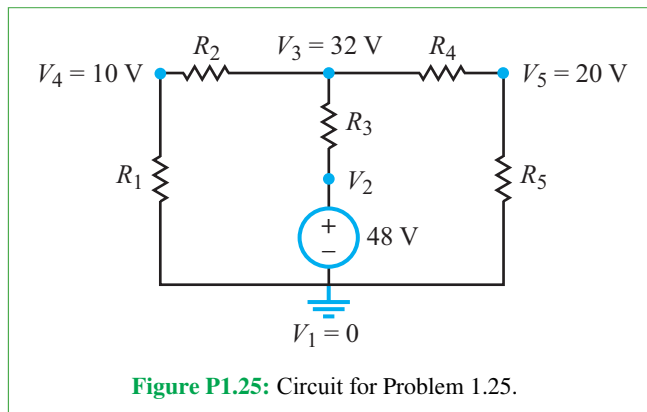 R2
V3 = 32 V
R4
V4 = 10 V
V5 = 20 V
R3
R1
V2
R5
+
48 V
−
V1 = 0
Figure P1.25: Circuit for Problem 1.25.